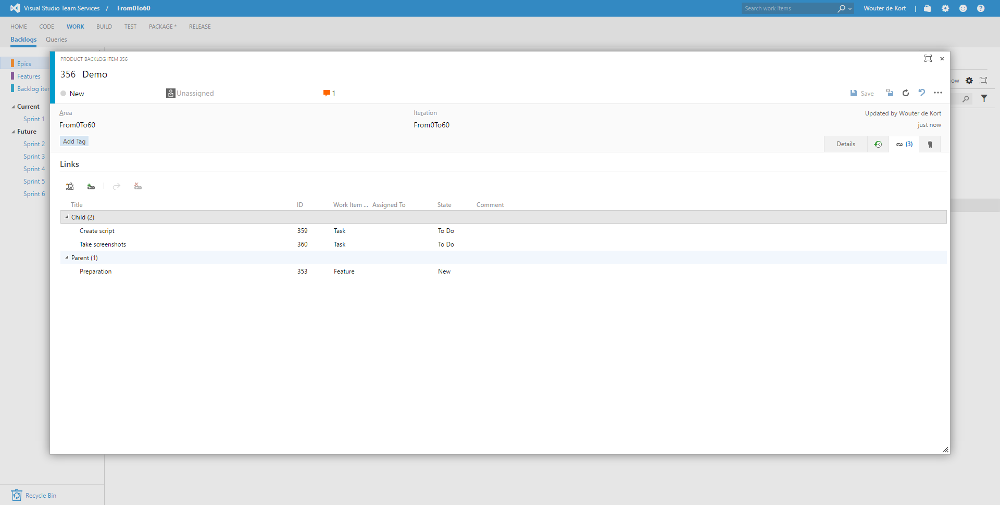 Visual Studio Team Services / From0To60
Search work items
Wouter de Kort |
HOME CODE WORK BUILD TEST PACKAGE * RELEASE
Backlogs Queries
Epics
Features
Backlog iter
Current
Sprint 1
Future
Sprint 2
Sprint 3
Sprint 4
Sprint 5
Sprint 6
Recycle Bin
ow
PRODUCT BACKLOG ITEM 356
356 Demo
New
Unassigned
1
Save
Area
From0To60
Iteration
From0To60
Updated by Wouter de Kort
just now
Add Tag
Details
(3)
Links
Title ID Work Item ... Assigned To State Comment
Child (2)
Create script 359 Task To Do
Take screenshots 360 Task To Do
Parent (1)
Preparation 353 Feature New